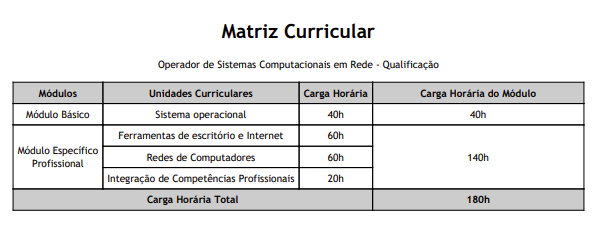 Matriz Curricular
Operador de Sistemas Computacionais em Rede - Qualificação
Módulos Unidades Curriculares Carga Horária Carga Horária do Módulo
Módulo Básico Sistema operacional 40h 40h
Módulo Específico Profissional
Ferramentas de escritório e Internet 60h
Redes de Computadores 60h
Integração de Competências Profissionais 20h
140h
Carga Horária Total 180h